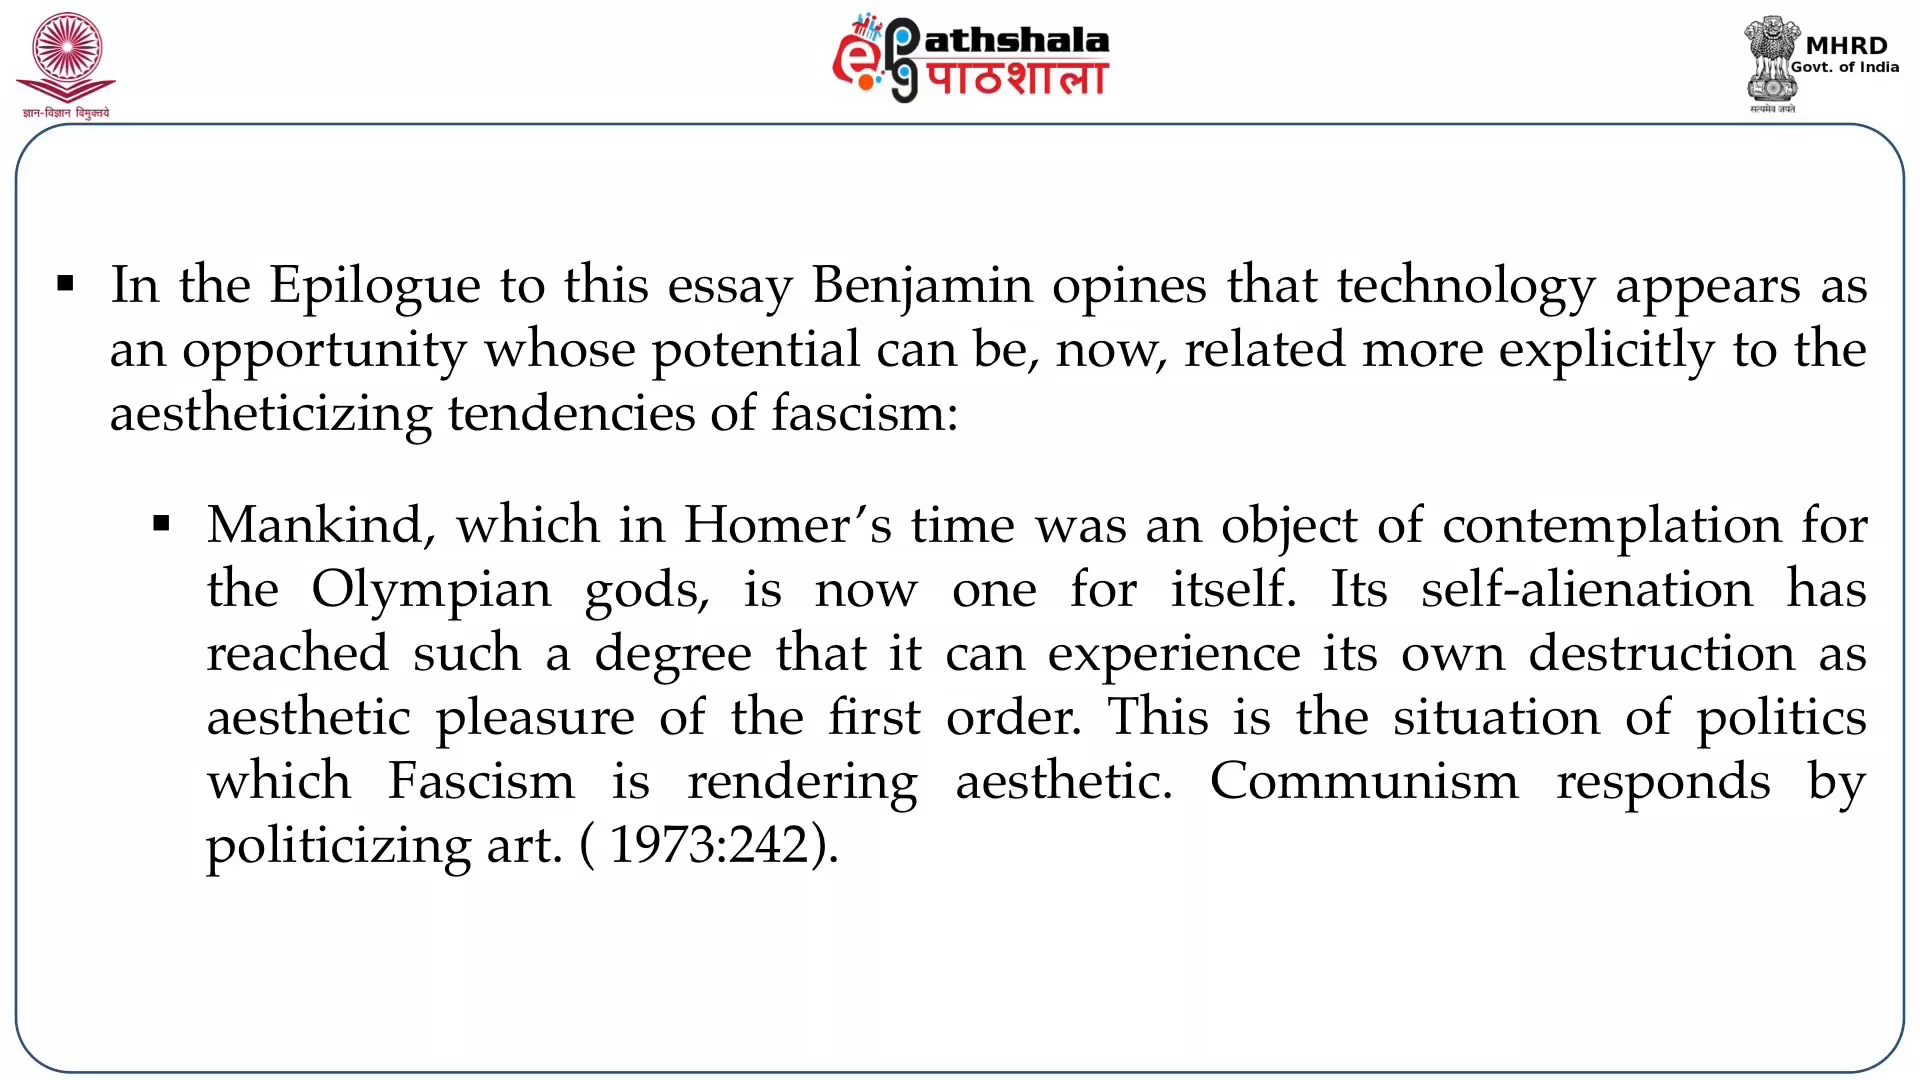 ज्ञान-विज्ञान विमुक्तये
ePG Pathshala
पाठशाला
MHRD
Govt. of India
सत्यमेव जयते
▪ In the Epilogue to this essay Benjamin opines that technology appears as
an opportunity whose potential can be, now, related more explicitly to the
aestheticizing tendencies of fascism:
▪ Mankind, which in Homer’s time was an object of contemplation for
the Olympian gods, is now one for itself. Its self-alienation has
reached such a degree that it can experience its own destruction as
aesthetic pleasure of the first order. This is the situation of politics
which Fascism is rendering aesthetic. Communism responds by
politicizing art. ( 1973:242).